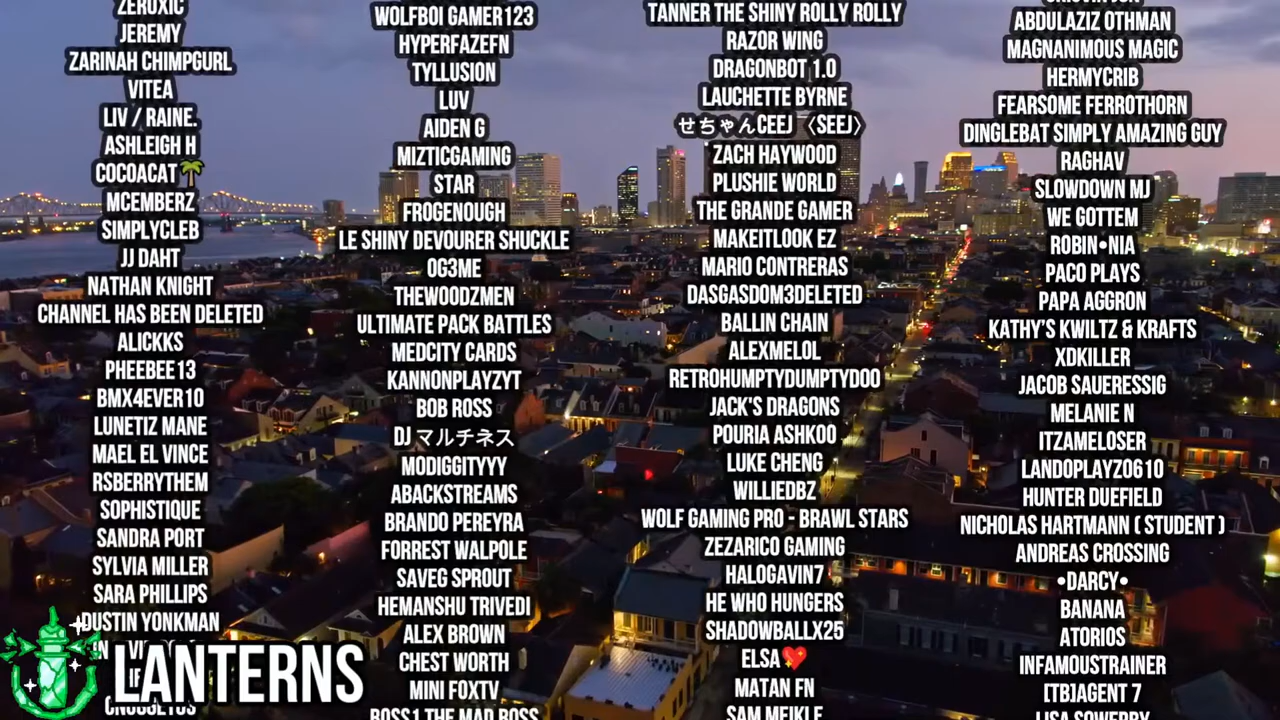 ZEROXIC
JEREMY
ZARINAH CHIMPGURL
VITEA
LIV / RAINE.
ASHLEIGH H
COCOACAT🌴
MCEMBERZ
SIMPLYCLEB
JJ DAHT
NATHAN KNIGHT
CHANNEL HAS BEEN DELETED
ALICKKS
PHEEBEE13
BMX4EVER10
LUNETIZ MANE
MAEL EL VINCE
RSBERRYTHEM
SOPHISTIQUE
SANDRA PORT
SYLVIA MILLER
SARA PHILLIPS
DUSTIN YONKMAN
LANTERNS
WOLFBOI GAMER123
HYPERFAZEFN
TYLLUSION
LUV
AIDEN G
MIZTICGAMING
STAR
FROGENOUGH
LE SHINY DEVOURER SHUCKLE
OG3ME
THEWOODZMEN
ULTIMATE PACK BATTLES
MEDCITY CARDS
KANNONPLAYZYT
BOB ROSS
DJ マルチネス
MODIGGITYYY
ABACKSTREAMS
BRANDO PEREYRA
FORREST WALPOLE
SAVEG SPROUT
HEMANSHU TRIVEDI
ALEX BROWN
CHEST WORTH
MINI FOXTV
BOSS1 THE MAD BOSS
TANNER THE SHINY ROLLY ROLLY
RAZOR WING
DRAGONBOT 1.0
LAUCHETTE BYRNE
せちゃんCEEJ 〈SEEJ〉
ZACH HAYWOOD
PLUSHIE WORLD
THE GRANDE GAMER
MAKEITLOOK EZ
MARIO CONTRERAS
DASGASDOM3DELETED
BALLIN CHAIN
ALEXMELOL
RETROHUMPTYDUMPTYDOO
JACK'S DRAGONS
POURIA ASHKOO
LUKE CHENG
WILLIEDBZ
WOLF GAMING PRO - BRAWL STARS
ZEZARICO GAMING
HALOGAVIN7
HE WHO HUNGERS
SHADOWBALLX25
ELSA💖
MATAN FN
SAM MEIKLE
ABDULAZIZ OTHMAN
MAGNANIMOUS MAGIC
HERMYCRIB
FEARSOME FERROTHORN
DINGLEBAT SIMPLY AMAZING GUY
RAGHAV
SLOWDOWN MJ
WE GOTTEM
ROBIN•NIA
PACO PLAYS
PAPA AGGRON
KATHY'S KWILTZ & KRAFTS
XDKILLER
JACOB SAUERESSIG
MELANIE N
ITZAMELOSER
LANDOPLAYZ0610
HUNTER DUEFIELD
NICHOLAS HARTMANN ( STUDENT )
ANDREAS CROSSING
•DARCY•
BANANA
ATORIOS
INFAMOUSTRAINER
[TB]AGENT 7
LISA SOWERBY